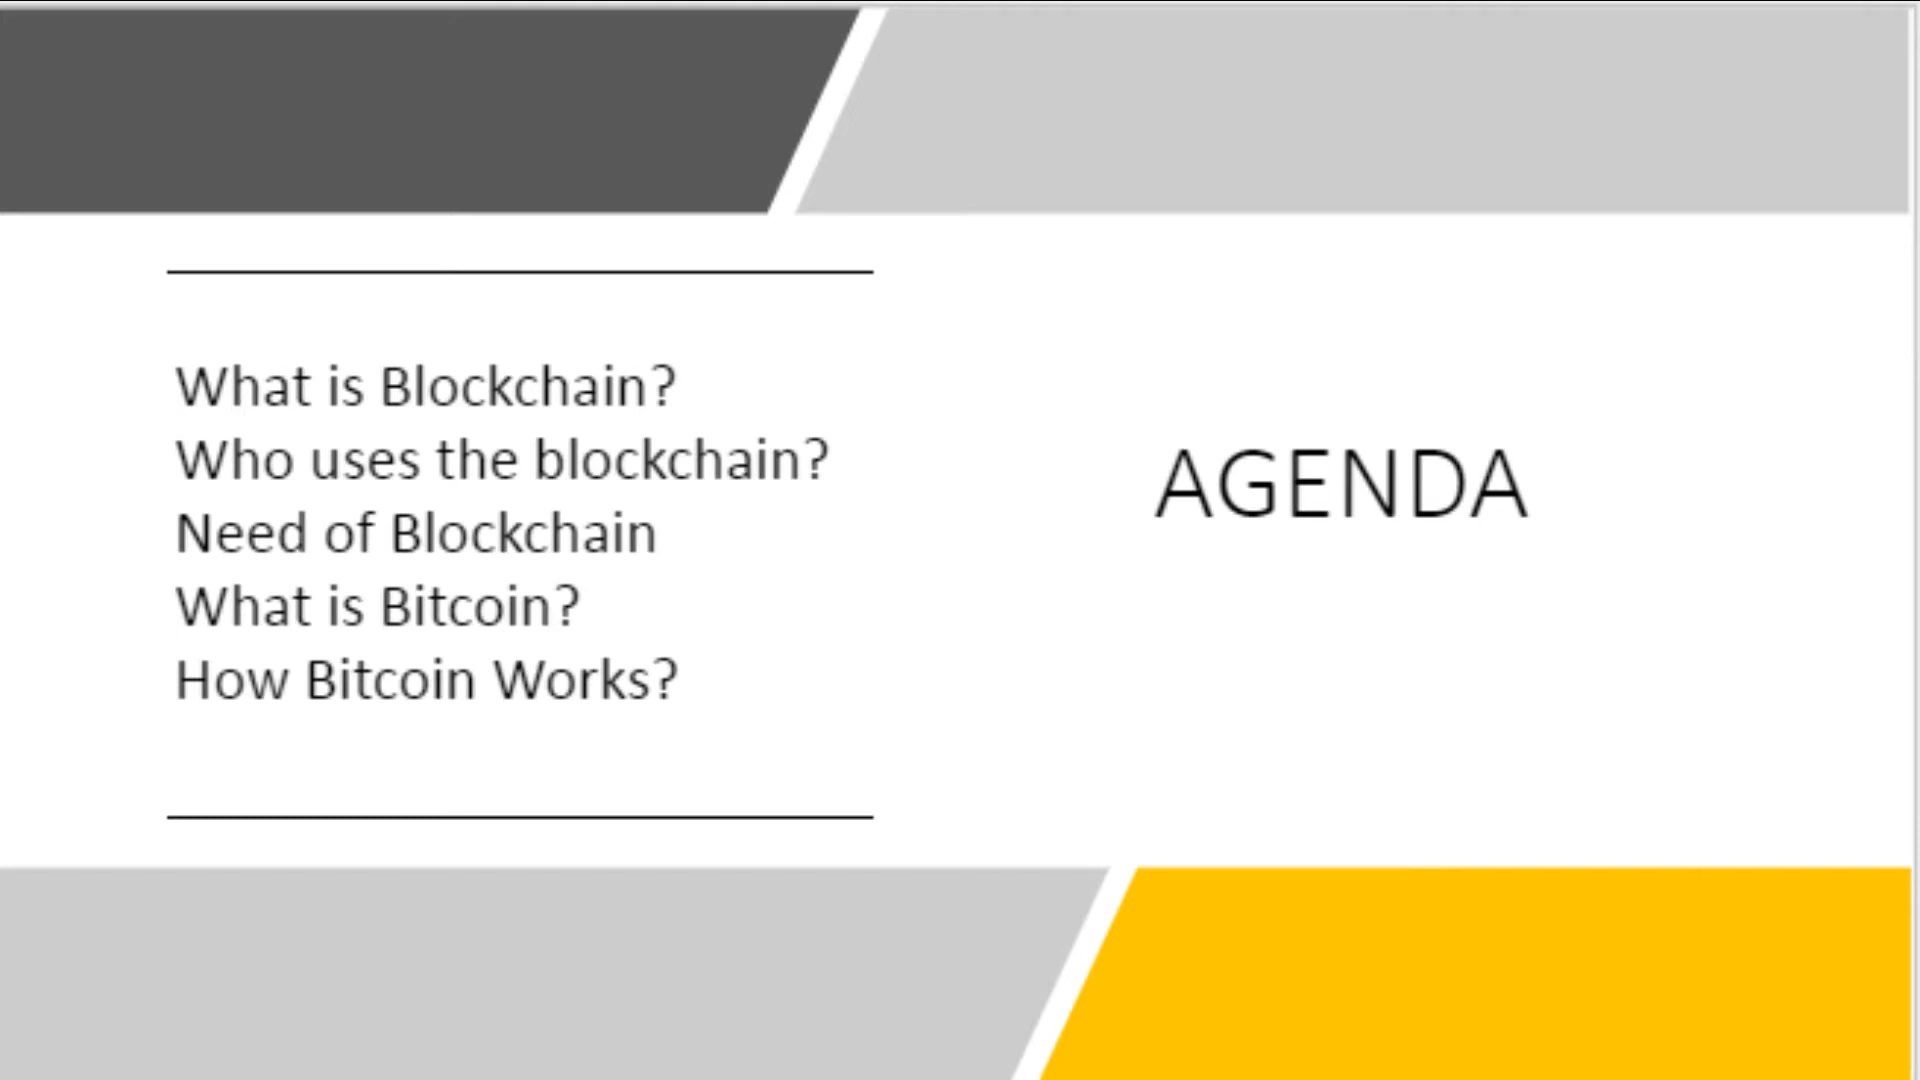 What is Blockchain?
Who uses the blockchain?
Need of Blockchain
What is Bitcoin?
How Bitcoin Works?
AGENDA